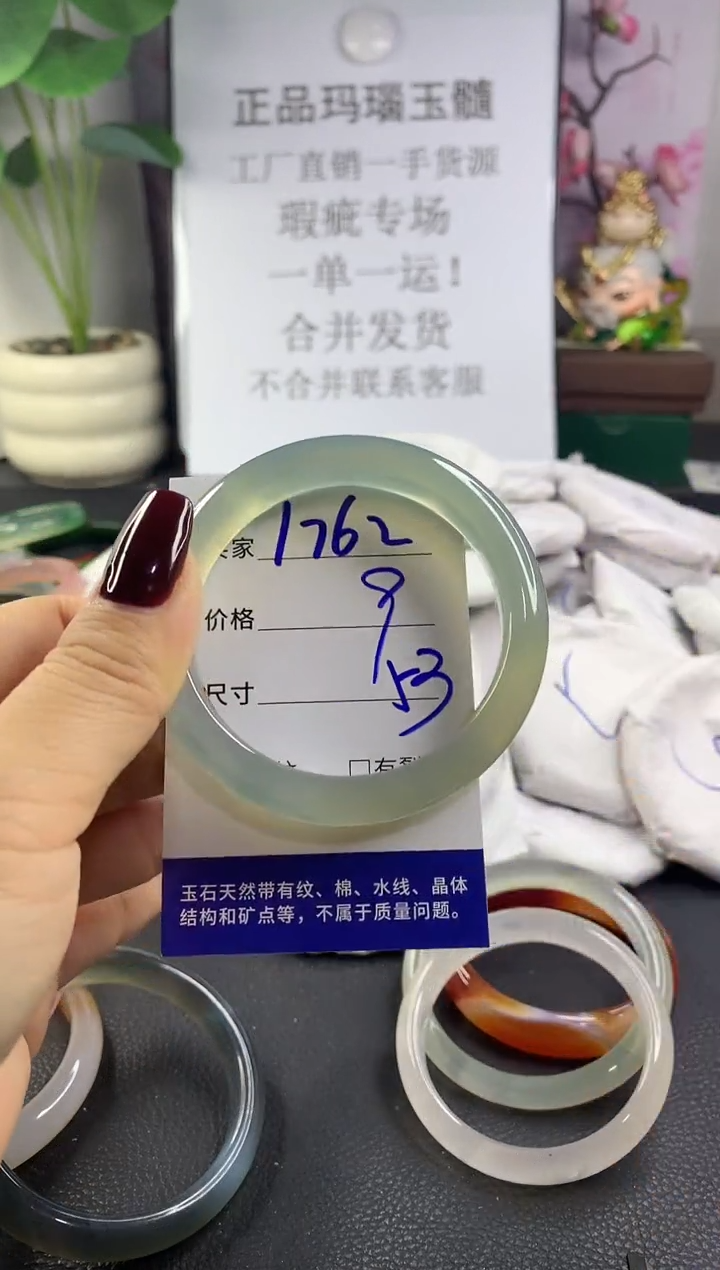 正品玛瑙玉髓
工厂直销一手货源
瑕疵专场
一单一运！
合并发货
不合并联系客服
家 1762
价格 9
尺寸 53
□有裂
玉石天然带有纹、棉、水线、晶体
结构和矿点等，不属于质量问题。